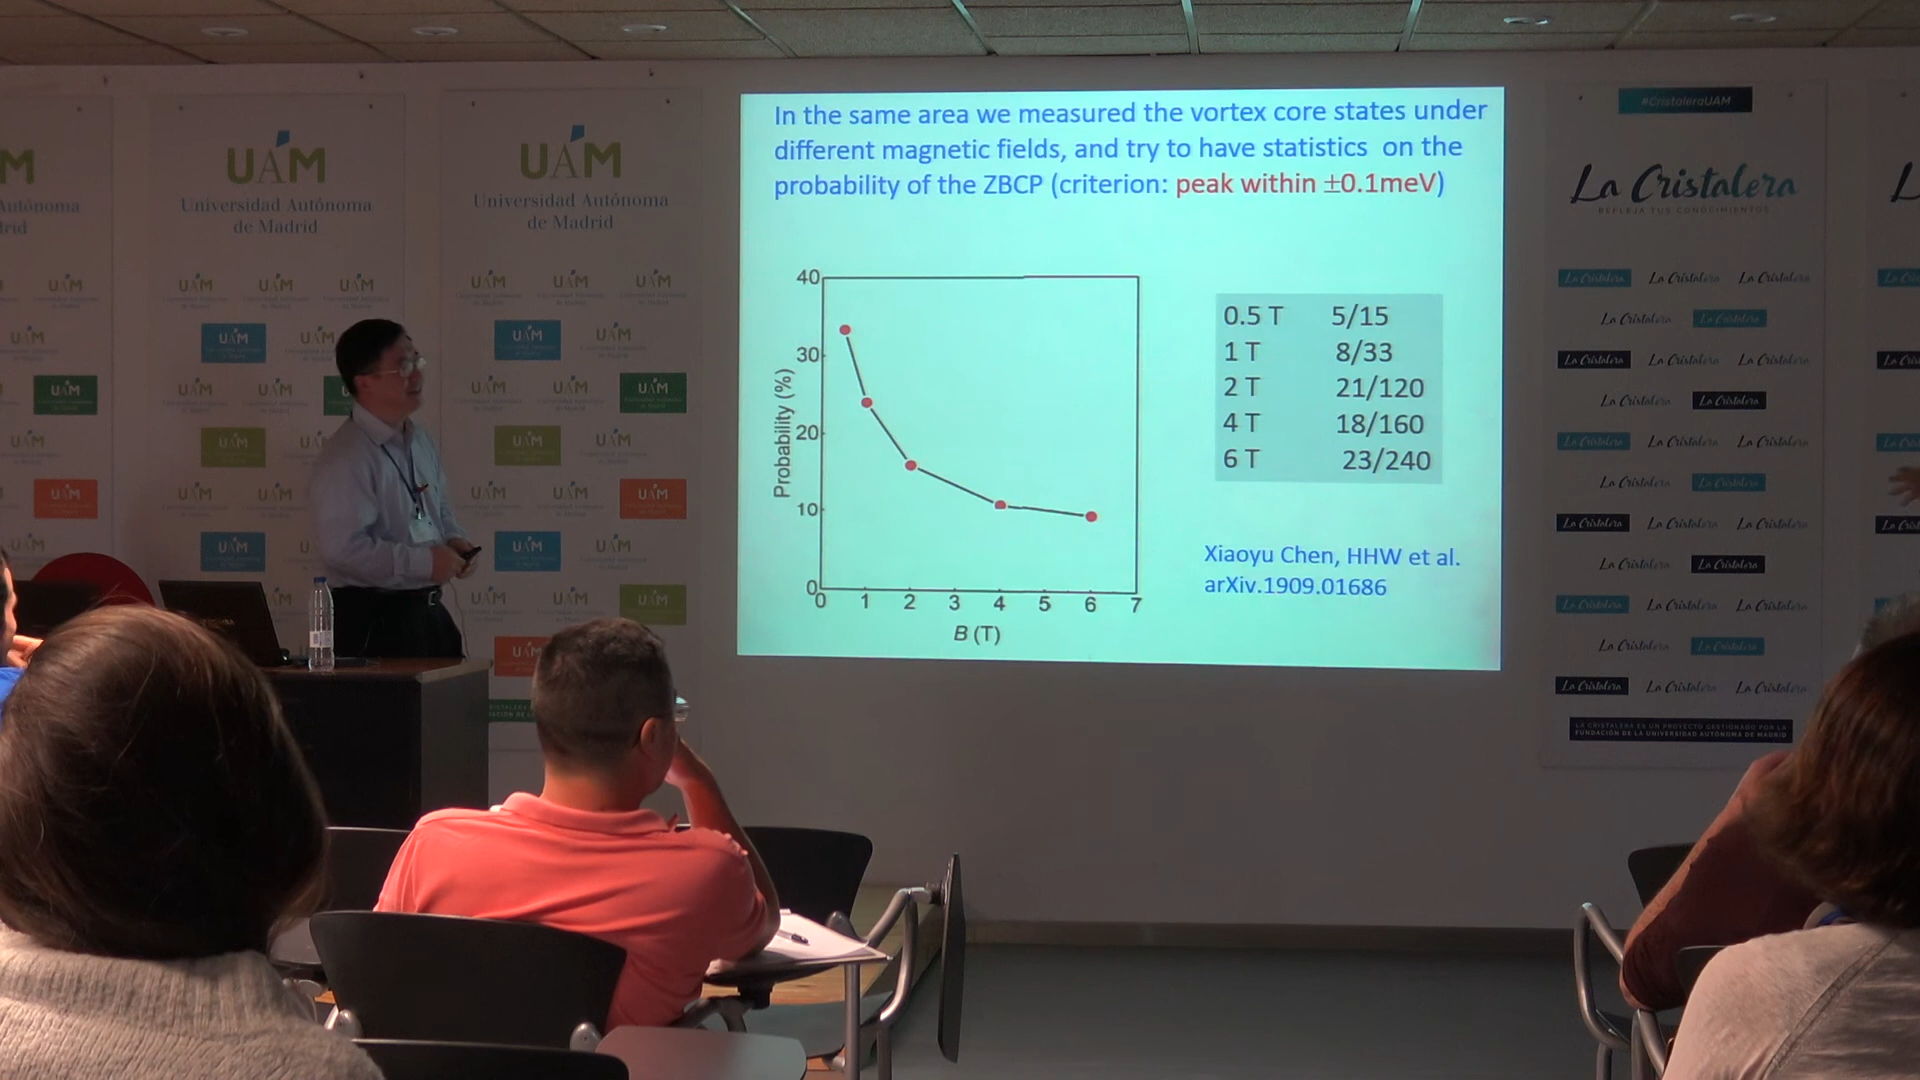 In the same area we measured the vortex core states under
different magnetic fields, and try to have statistics on the
probability of the ZBCP (criterion: peak within ±0.1meV)
40
30
20
10
0
Probability (%)
0 1 2 3 4 5 6 7
B (T)
0.5 T 5/15
1 T 8/33
2 T 21/120
4 T 18/160
6 T 23/240
Xiaoyu Chen, HHW et al.
arXiv.1909.01686
UAM
Universidad Autónoma
de Madrid
UAM
Universidad Autónoma
de Madrid
#CristaleraUAM
La Cristalera
REFLEJA TUS CONOCIMIENTOS
LA CRISTALERA ES UN PROYECTO GESTIONADO POR LA
FUNDACIÓN DE LA UNIVERSIDAD AUTÓNOMA DE MADRID